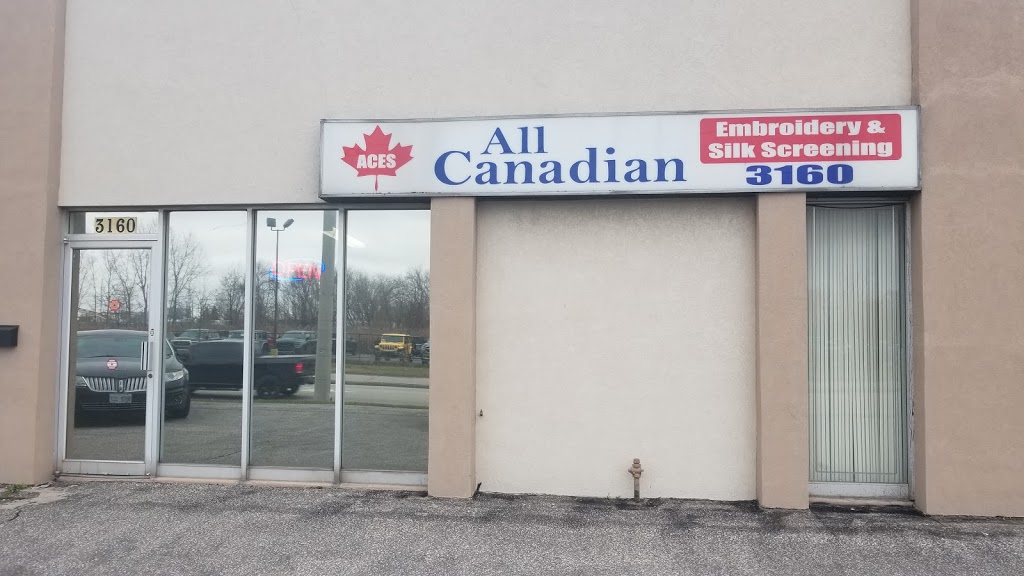 ACES
All
Canadian
Embroidery &
Silk Screening
3160
3160